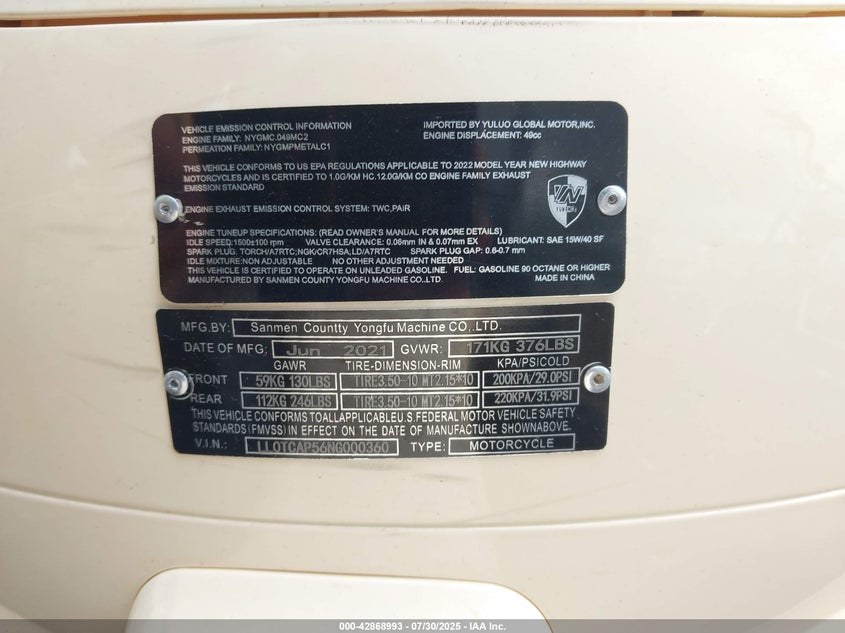 VEHICLE EMISSION CONTROL INFORMATION
ENGINE FAMILY: NYGMC.049MC2
PERMEATION FAMILY: NYGMPMETALC1
IMPORTED BY YULUO GLOBAL MOTOR,INC.
ENGINE DISPLACEMENT: 49cc
THIS VEHICLE CONFORMS TO US EPA REGULATIONS APPLICABLE TO 2022 MODEL YEAR NEW HIGHWAY
MOTORCYCLES AND IS CERTIFIED TO 1.0G/KM HC.12.0G/KM CO ENGINE FAMILY EXHAUST
EMISSION STANDARD
ENGINE EXHAUST EMISSION CONTROL SYSTEM: TWC,PAIR
ENGINE TUNEUP SPECIFICATIONS: (READ OWNER'S MANUAL FOR MORE DETAILS)
IDLE SPEED:1500±100 rpm VALVE CLEARANCE: 0.06mm IN & 0.07mm EX LUBRICANT: SAE 15W/40 SF
SPARK PLUG: TORCH/A7RTC;NGK/CR7HSA,LD/A7RTC SPARK PLUG GAP: 0.6-0.7 mm
IDLE MIXTURE:NON ADJUSTABLE NO OTHER ADJUSTMENT NEEDED
THIS VEHICLE IS CERTIFIED TO OPERATE ON UNLEADED GASOLINE. FUEL: GASOLINE 90 OCTANE OR HIGHER
MANUFACTURED BY SANMEN COUNTY YONGFU MACHINE CO.,LTD. MADE IN CHINA
MFG.BY: Sanmen Countty Yongfu Machine CO.,LTD.
DATE OF MFG: Jun 2021 GVWR: 171KG 376LBS
GAWR TIRE-DIMENSION-RIM KPA/PSICOLD
FRONT 59KG 130LBS TIRE3.50-10 MT2.15*10 200KPA/29.0PSI
REAR 112KG 246LBS TIRE3.50-10 MT2.15*10 220KPA/31.9PSI
THIS VEHICLE CONFORMS TOALLAPPLICABLEU.S.FEDERAL MOTOR VEHICLE SAFETY
STANDARDS(FMVSS) IN EFFECT ON THE DATE OF MANUFACTURE SHOWNABOVE.
V.I.N.: LL0TCAP56NG000360 TYPE: MOTORCYCLE
000-42868993 / 07/30/2025 - IAA Inc.